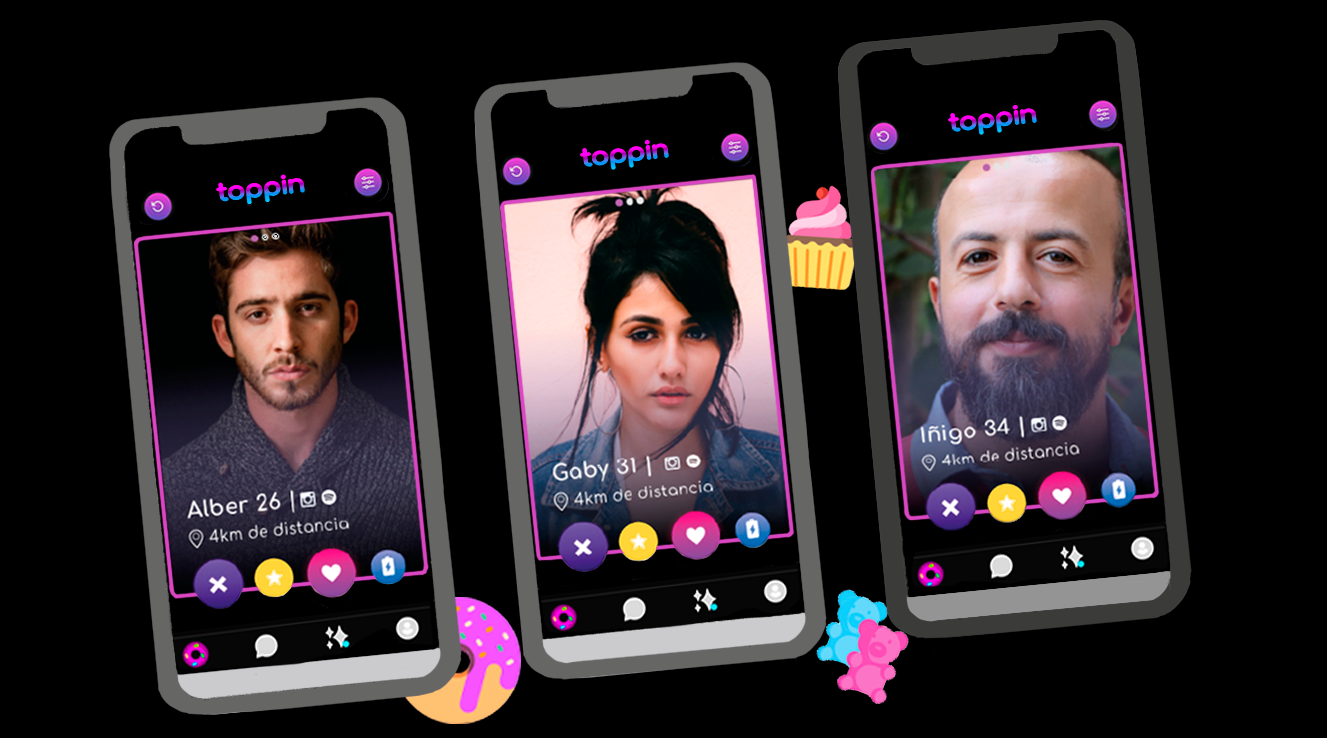 toppin
Alber 26 |
4km de distancia
toppin
Gaby 31 |
4km de distancia
toppin
Iñigo 34 |
4km de distancia